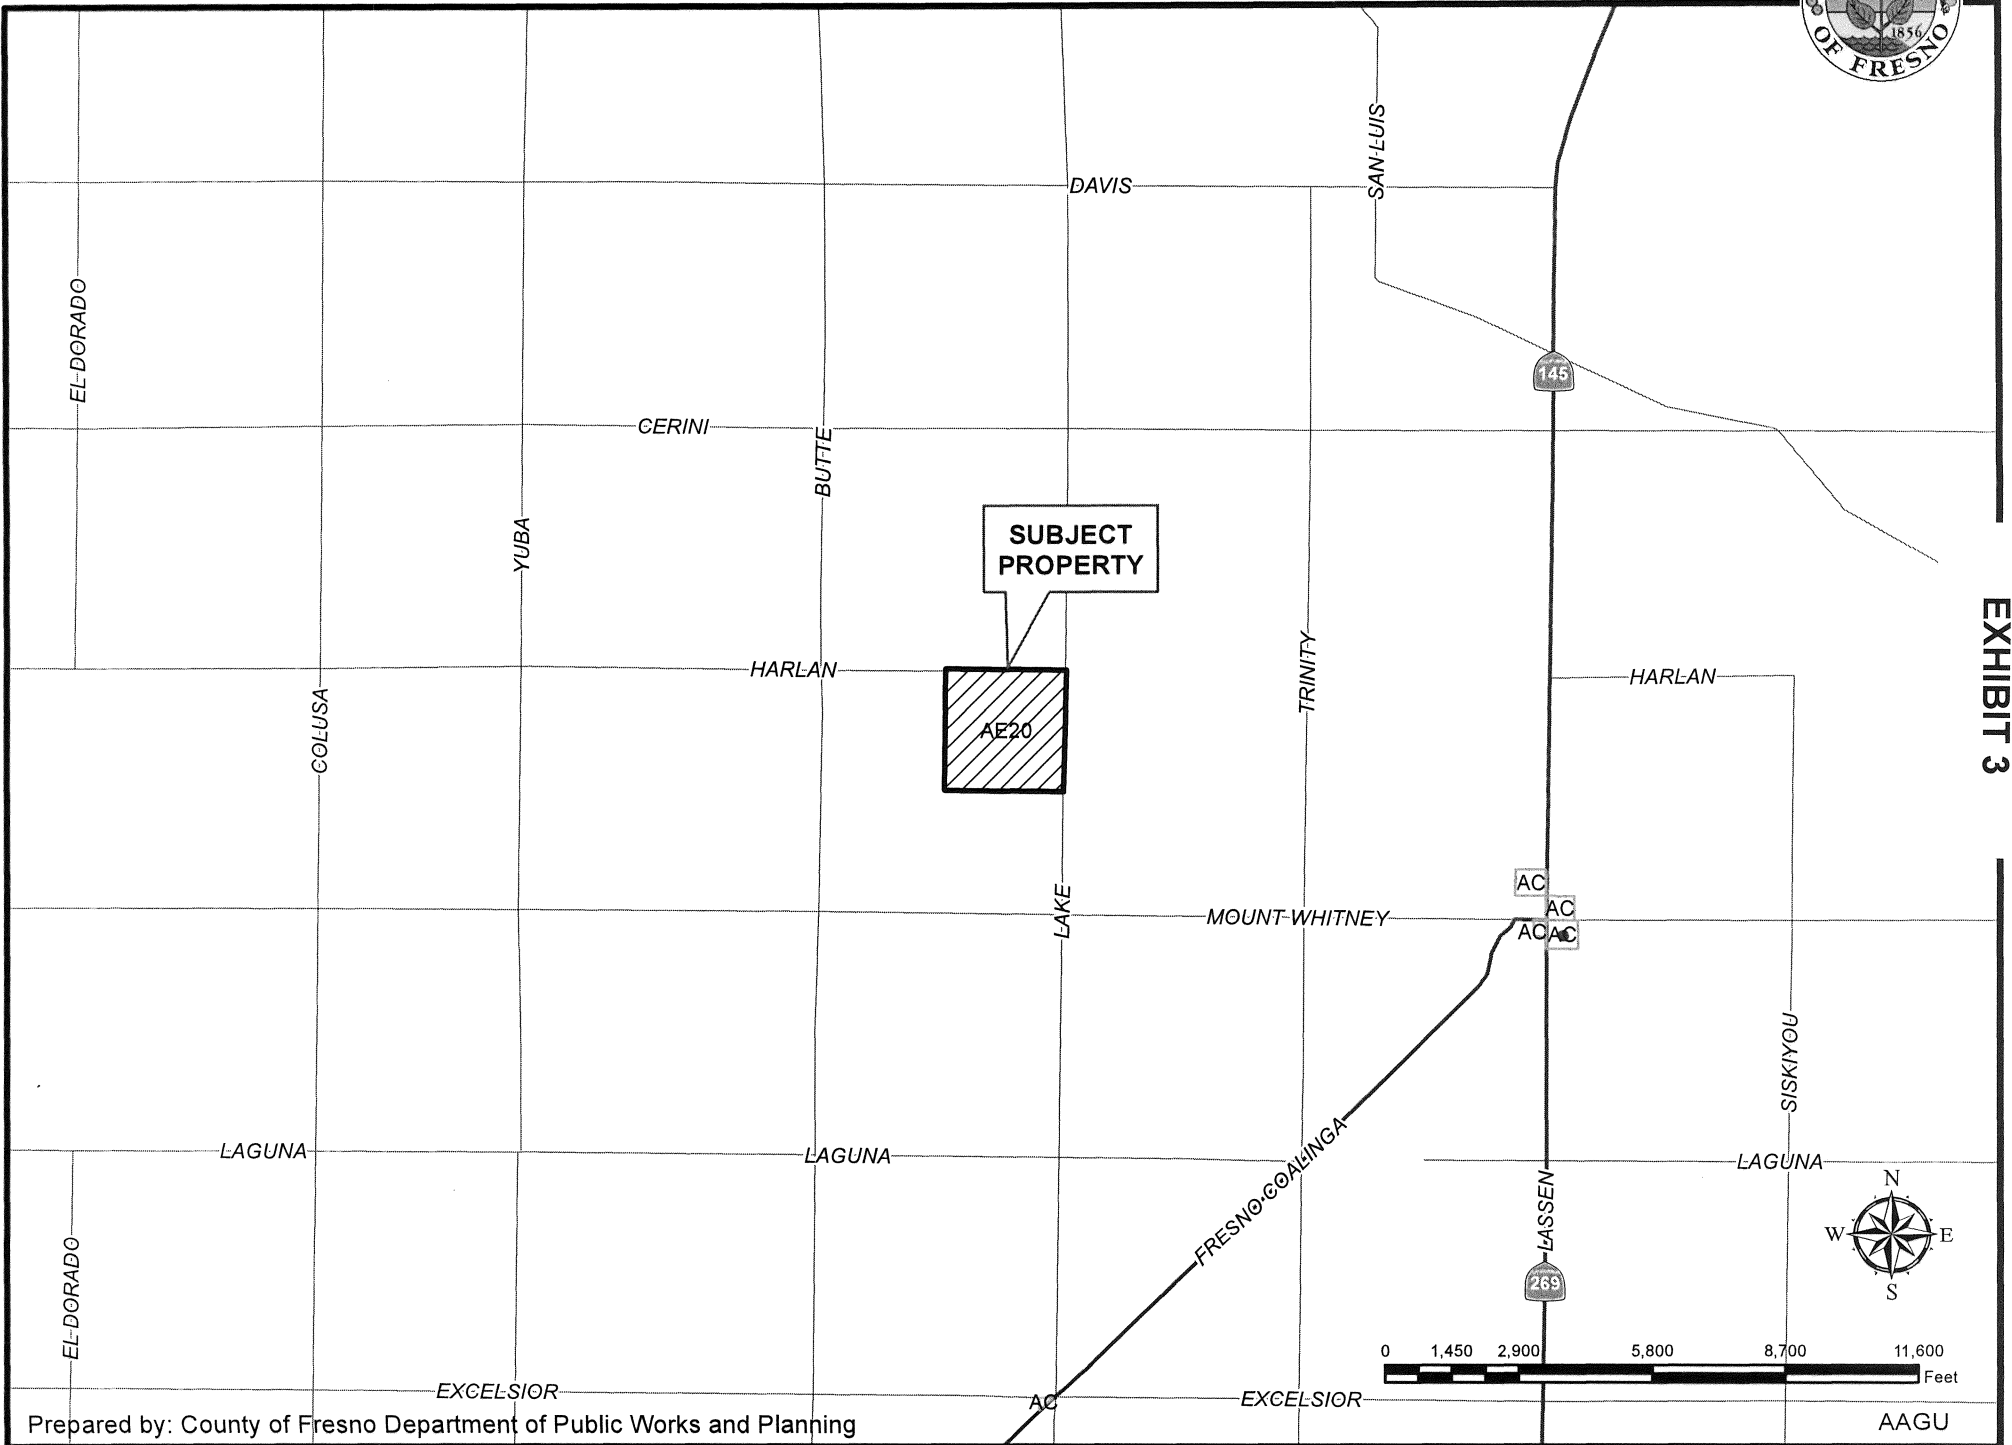 1856
OF FRESNO
SAN LUIS
DAVIS
EL DORADO
145
CERINI
BUTTE
YUBA
SUBJECT
PROPERTY
EXHIBIT 3
TRINITY
HARLAN
HARLAN
COLUSA
AE20
AC
LAKE
AC
MOUNT WHITNEY
AC
AC
SISKIYOU
FRESNO-COALINGA
LAGUNA
LAGUNA
LAGUNA
LASSEN
N
W
E
S
EL DORADO
269
0 1,450 2,900 5,800 8,700 11,600
Feet
EXCELSIOR
AC
EXCELSIOR
Prepared by: County of Fresno Department of Public Works and Planning
AAGU